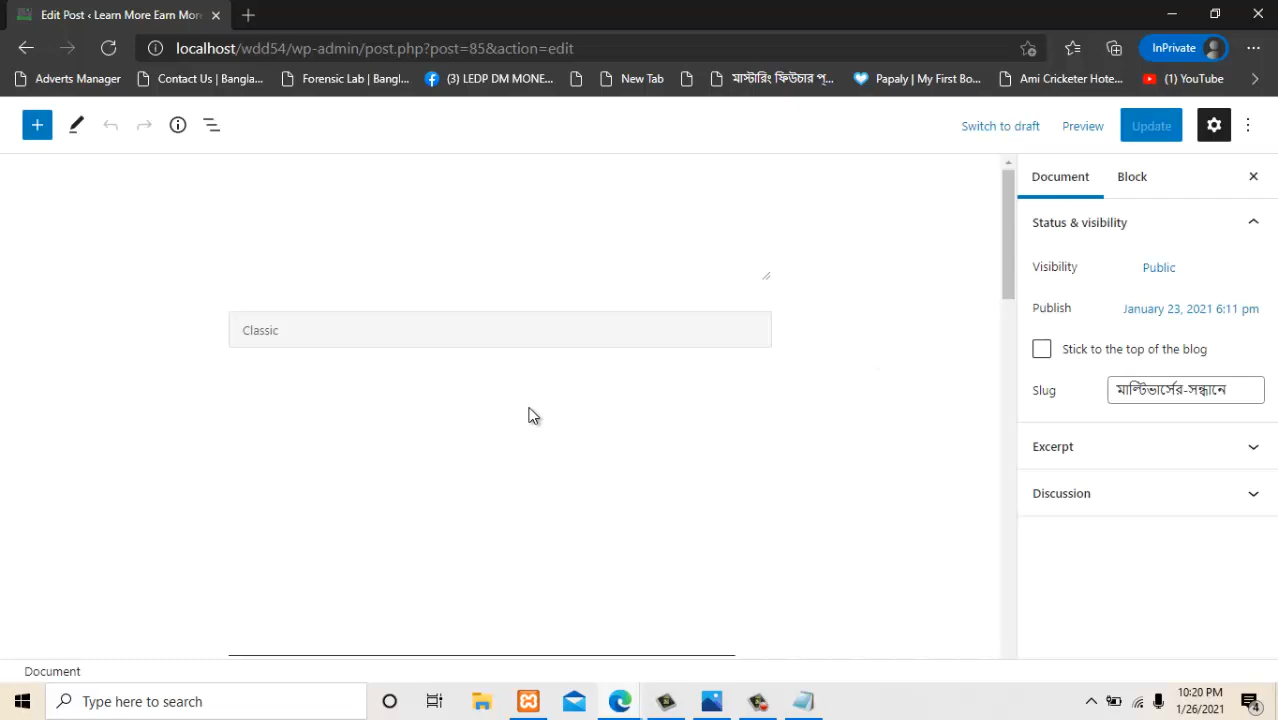 Edit Post ‹ Learn More Earn Mor
localhost/wdd54/wp-admin/post.php?post=85&action=edit
InPrivate
Adverts Manager
Contact Us | Bangla...
Forensic Lab | Bangl...
(3) LEDP DM MONE...
New Tab
মাস্টারিং ফিউচার প্...
Papaly | My First Bo...
Ami Cricketer Hote...
(1) YouTube
Switch to draft
Preview
Update
Document
Block
Status & visibility
Visibility
Public
Publish
January 23, 2021 6:11 pm
Stick to the top of the blog
Slug
মাল্টিভার্সের-সন্ধানে
Excerpt
Discussion
Classic
Document
Type here to search
10:20 PM
1/26/2021
4